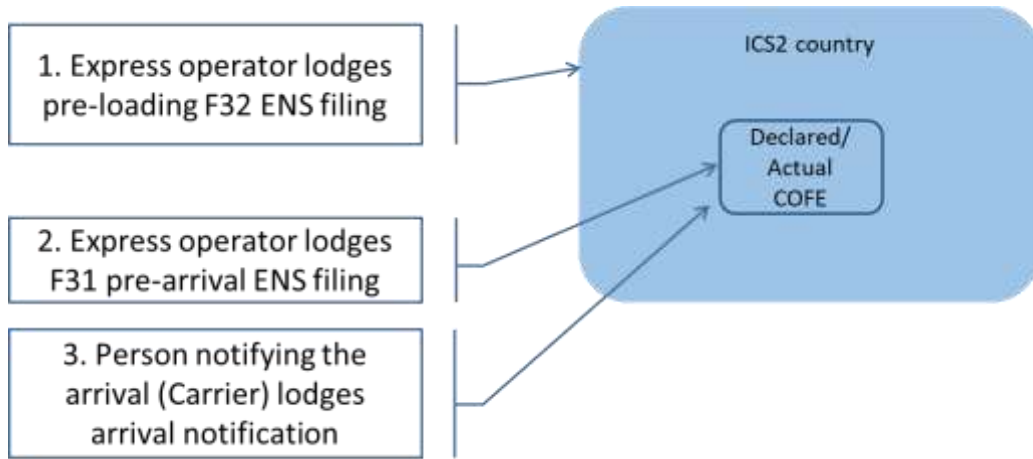 1. Express operator lodges
pre-loading F32 ENS filing
ICS2 country
Declared/
Actual
COFE
2. Express operator lodges
F31 pre-arrival ENS filing
3. Person notifying the
arrival (Carrier) lodges
arrival notification